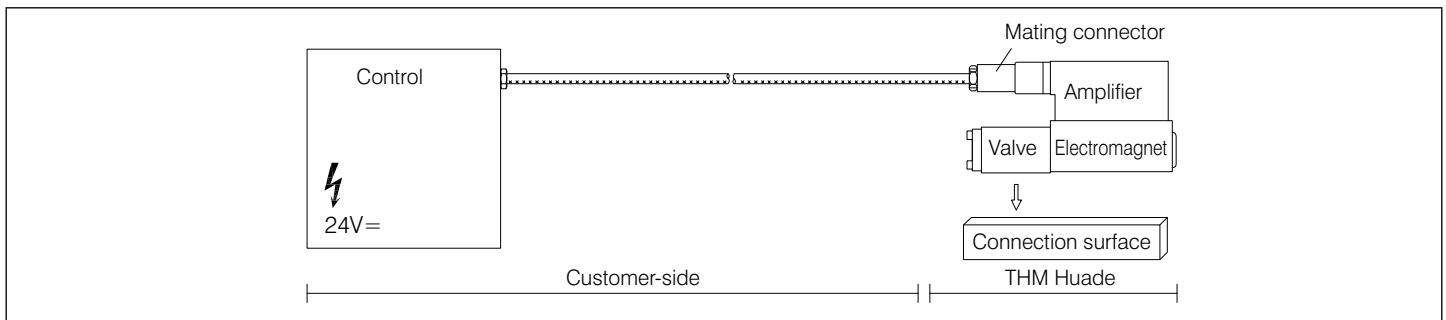 Mating connector
Control
Amplifier
Valve
Electromagnet
24V=
Connection surface
Customer-side
THM Huade